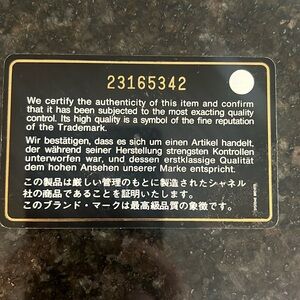 23165342
We certify the authenticity of this item and confirm
that it has been subjected to the most exacting quality
control. Its high quality is a symbol of the fine reputation
of the Trademark.
Wir bestätigen, dass es sich um einen Artikel handelt,
der während seiner Herstellung strengsten Kontrollen
unterworfen war, und dessen erstklassige Qualität
dem hohen Ansehen unserer Marke entspricht.
この製品は厳しい管理のもとに製造されたシャネル
社の商品であることを証明いたします。
このブランド・マークは最高級品質の象徴です。